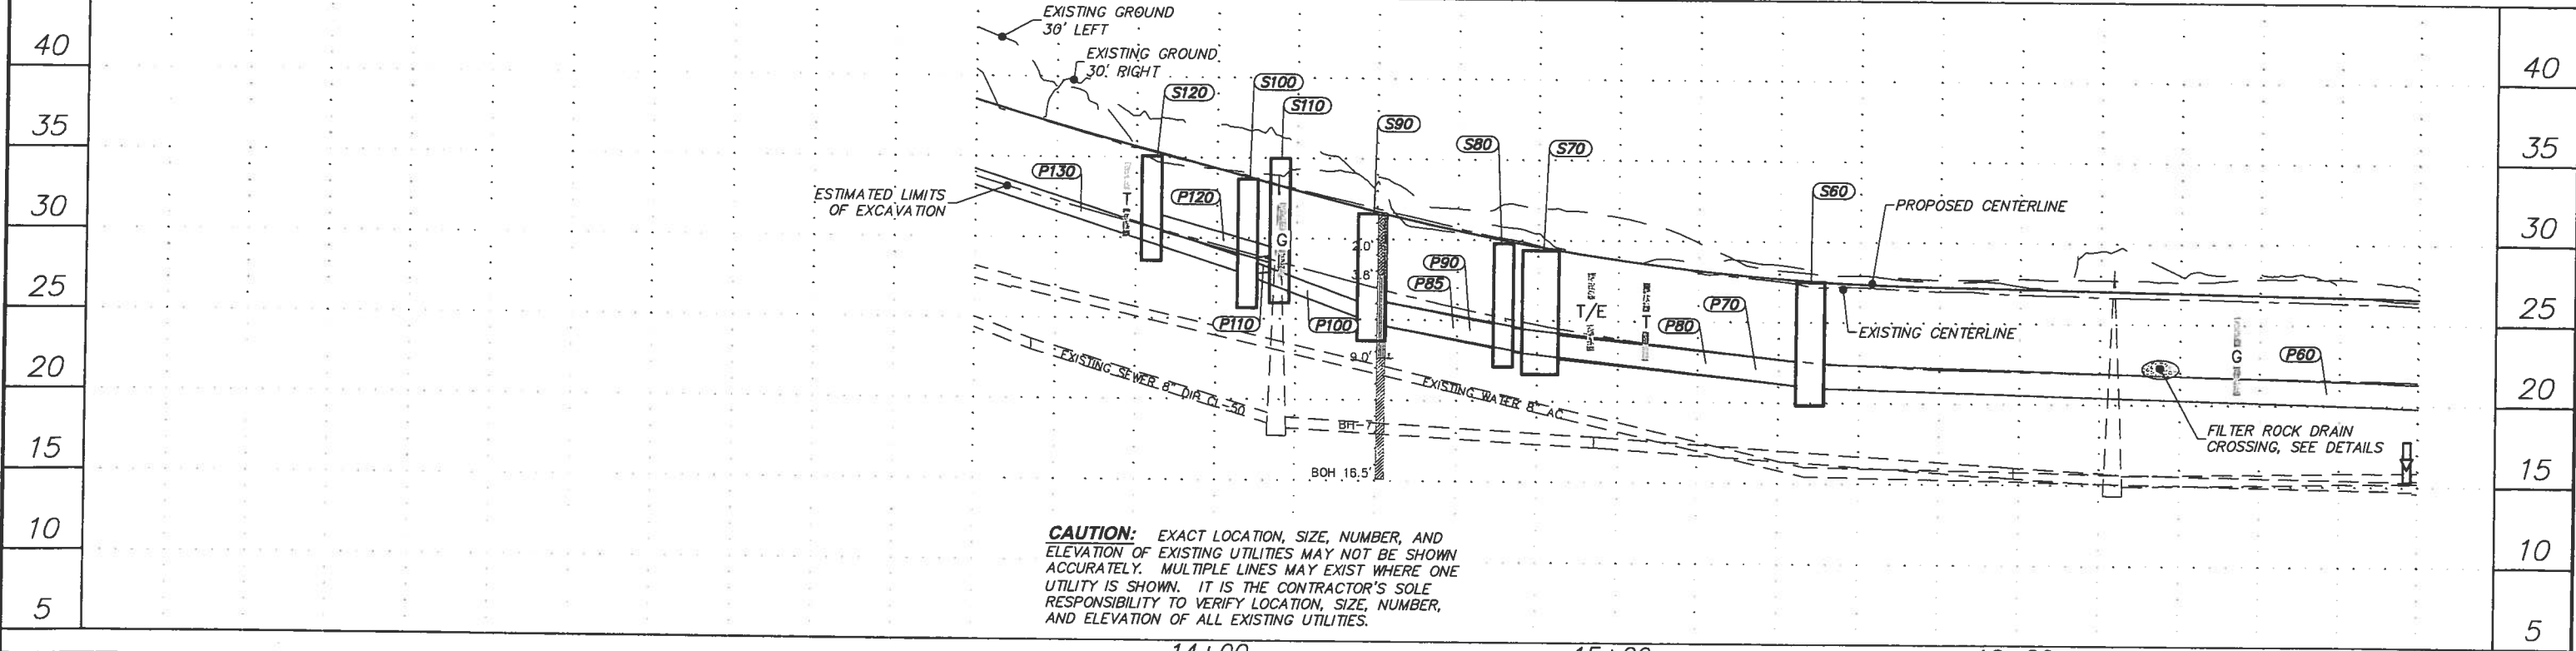 40
35
30
25
20
15
10
5
EXISTING GROUND
30' LEFT
EXISTING GROUND
30' RIGHT
S120
S100
S110
S90
S80
S70
S60
P130
T
P120
G
ESTIMATED LIMITS
OF EXCAVATION
P110
P100
2.0'
3.8'
9.0'
P90
P85
T/E
T
P80
P70
PROPOSED CENTERLINE
EXISTING CENTERLINE
G
P60
EXISTING SEWER 8" DIP CL-50
EXISTING WATER 8" AC
BH-7
BOH 16.5'
FILTER ROCK DRAIN
CROSSING, SEE DETAILS
CAUTION: EXACT LOCATION, SIZE, NUMBER, AND
ELEVATION OF EXISTING UTILITIES MAY NOT BE SHOWN
ACCURATELY. MULTIPLE LINES MAY EXIST WHERE ONE
UTILITY IS SHOWN. IT IS THE CONTRACTOR'S SOLE
RESPONSIBILITY TO VERIFY LOCATION, SIZE, NUMBER,
AND ELEVATION OF ALL EXISTING UTILITIES.
40
35
30
25
20
15
10
5
14+00
15+00